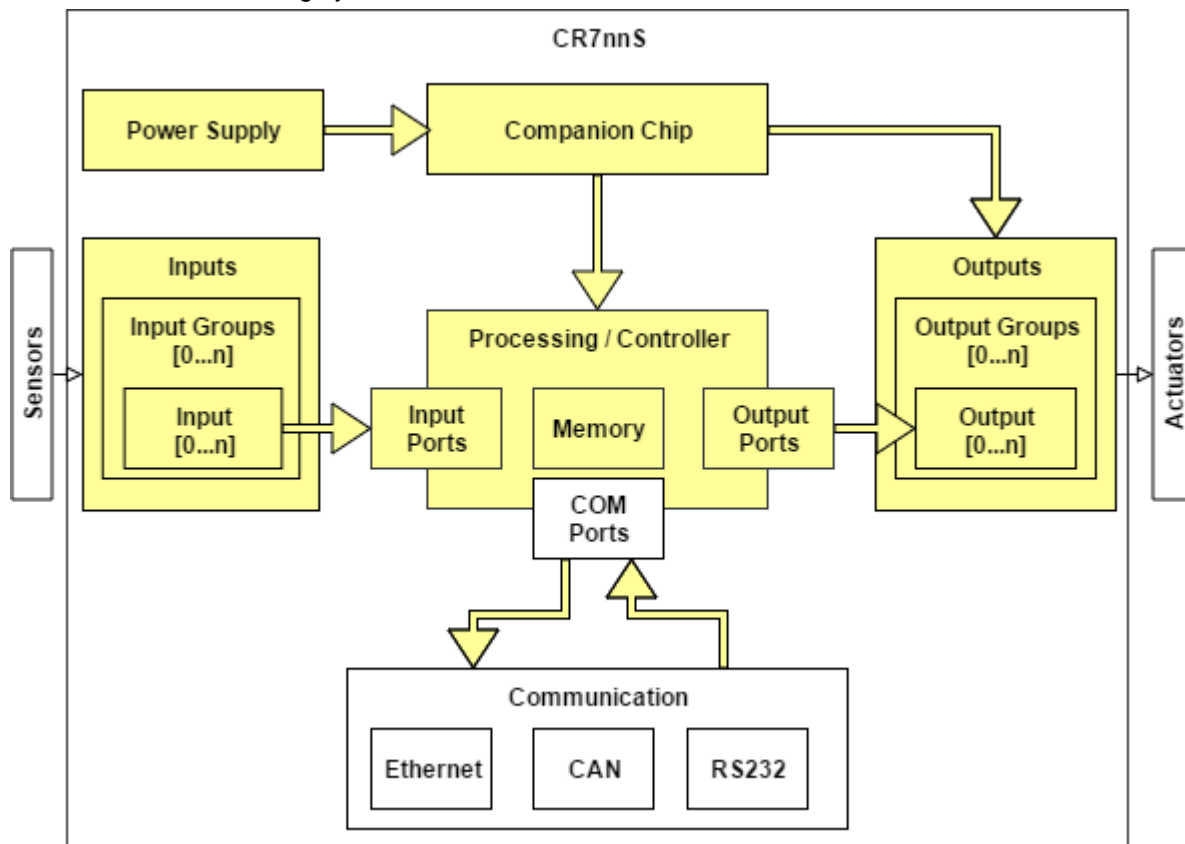 CR7nnS
Power Supply
Companion Chip
Sensors
Inputs
Input Groups
[0...n]
Input
[0...n]
Processing / Controller
Input
Ports
Memory
Output
Ports
COM
Ports
Outputs
Output Groups
[0...n]
Output
[0...n]
Actuators
Communication
Ethernet
CAN
RS232